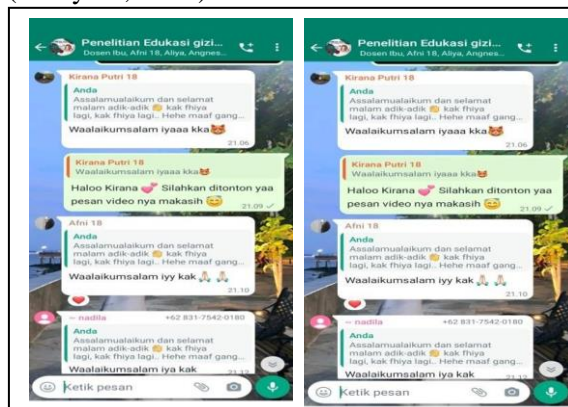 Penelitian Edukasi gizi...
Dosen Ibu, Afni 18, Aliya, Angnes...
Kirana Putri 18
Anda
Assalamualaikum dan selamat
malam adik-adik 👏 kak fhiya
lagi, kak fhiya lagi.. Hehe maaf gang...
Waalaikumsalam iyaaa kka😻
21.06
Kirana Putri 18
Waalaikumsalam iyaaa kka😻
Haloo Kirana 💕 Silahkan ditonton yaa
pesan video nya makasih 😇
21.09
Afni 18
Anda
Assalamualaikum dan selamat
malam adik-adik 👏 kak fhiya
lagi, kak fhiya lagi.. Hehe maaf gang...
Waalaikumsalam iyy kak 🙏🏻 🙏🏻
21.10
~ nadila +62 831-7542-0180
Anda
Assalamualaikum dan selamat
malam adik-adik 👏 kak fhiya
lagi, kak fhiya lagi.. Hehe maaf gang...
Waalaikumsalam iya kak
Ketik pesan
Penelitian Edukasi gizi...
Dosen Ibu, Afni 18, Aliya, Angnes...
Kirana Putri 18
Anda
Assalamualaikum dan selamat
malam adik-adik 👏 kak fhiya
lagi, kak fhiya lagi.. Hehe maaf gang...
Waalaikumsalam iyaaa kka😻
21.06
Kirana Putri 18
Waalaikumsalam iyaaa kka😻
Haloo Kirana 💕 Silahkan ditonton yaa
pesan video nya makasih 😇
21.09
Afni 18
Anda
Assalamualaikum dan selamat
malam adik-adik 👏 kak fhiya
lagi, kak fhiya lagi.. Hehe maaf gang...
Waalaikumsalam iyy kak 🙏🏻 🙏🏻
21.10
~ nadila +62 831-7542-0180
Anda
Assalamualaikum dan selamat
malam adik-adik 👏 kak fhiya
lagi, kak fhiya lagi.. Hehe maaf gang...
Waalaikumsalam iya kak
Ketik pesan